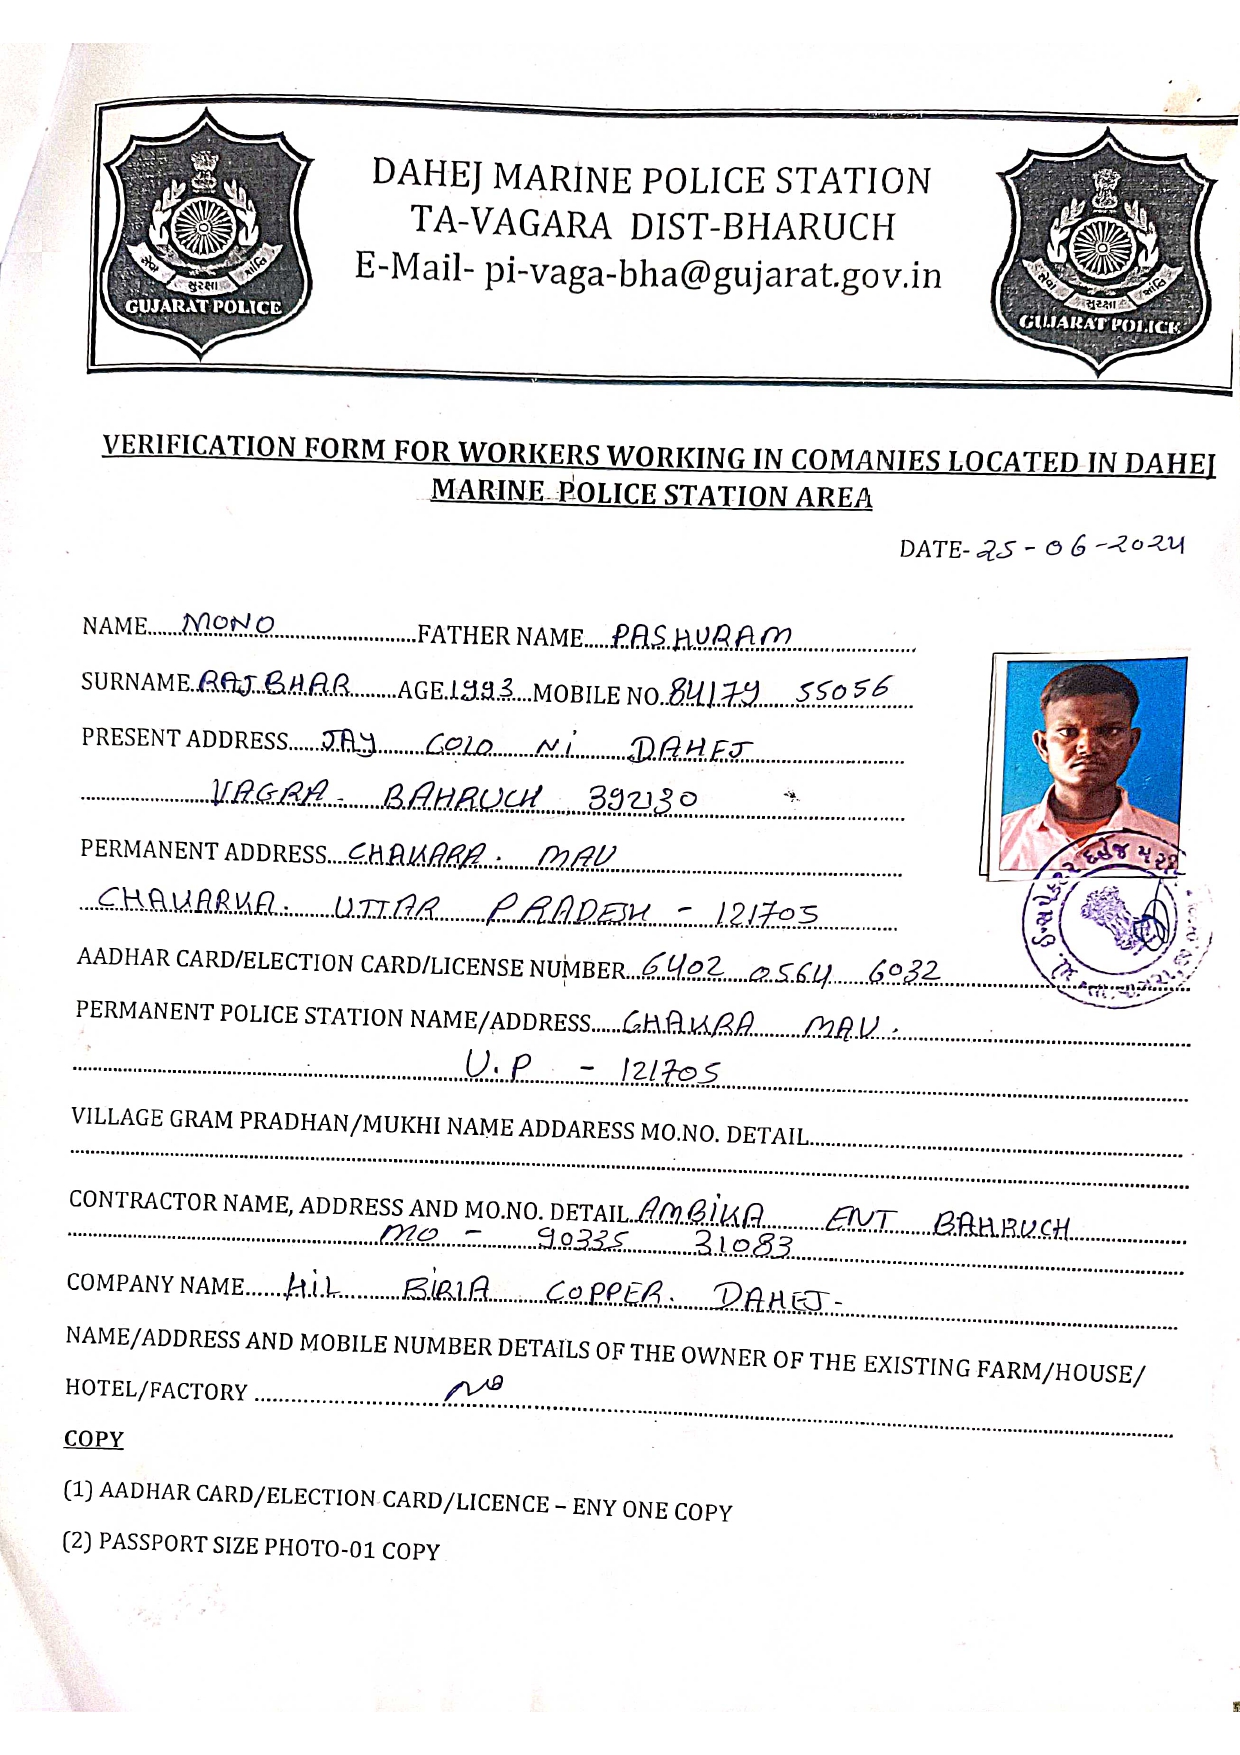 સેવા સુરક્ષા શાંતિ
GUJARAT POLICE
DAHEJ MARINE POLICE STATION
TA-VAGARA DIST-BHARUCH
E-Mail- pi-vaga-bha@gujarat.gov.in
સેવા સુરક્ષા શાંતિ
GUJARAT POLICE
VERIFICATION FORM FOR WORKERS WORKING IN COMANIES LOCATED IN DAHEJ
MARINE POLICE STATION AREA
DATE- 25-06-2024
NAME......MONO..................FATHER NAME....PASHURAM
SURNAME..RAJBHAR.......AGE.1993...MOBILE NO.84179 55056
PRESENT ADDRESS.....JAY COLO Ni DAHEJ
VAGRA - BAHRUCH 392130
PERMANENT ADDRESS...CHAKARA. MAU
CHAKARKA. UTTAR PRADESH - 121705
AADHAR CARD/ELECTION CARD/LICENSE NUMBER...6402 0564 6032
PERMANENT POLICE STATION NAME/ADDRESS.....CHAKRA MAU.
U.P - 121705
VILLAGE GRAM PRADHAN/MUKHI NAME ADDARESS MO.NO. DETAIL
CONTRACTOR NAME, ADDRESS AND MO.NO. DETAIL..AMBiKA ENT BAHRUCH
MO - 90335 31083
COMPANY NAME......HiL BiRlA COPPER. DAHEJ-
NAME/ADDRESS AND MOBILE NUMBER DETAILS OF THE OWNER OF THE EXISTING FARM/HOUSE/
HOTEL/FACTORY ........ No
COPY
(1) AADHAR CARD/ELECTION CARD/LICENCE – ENY ONE COPY
(2) PASSPORT SIZE PHOTO-01 COPY